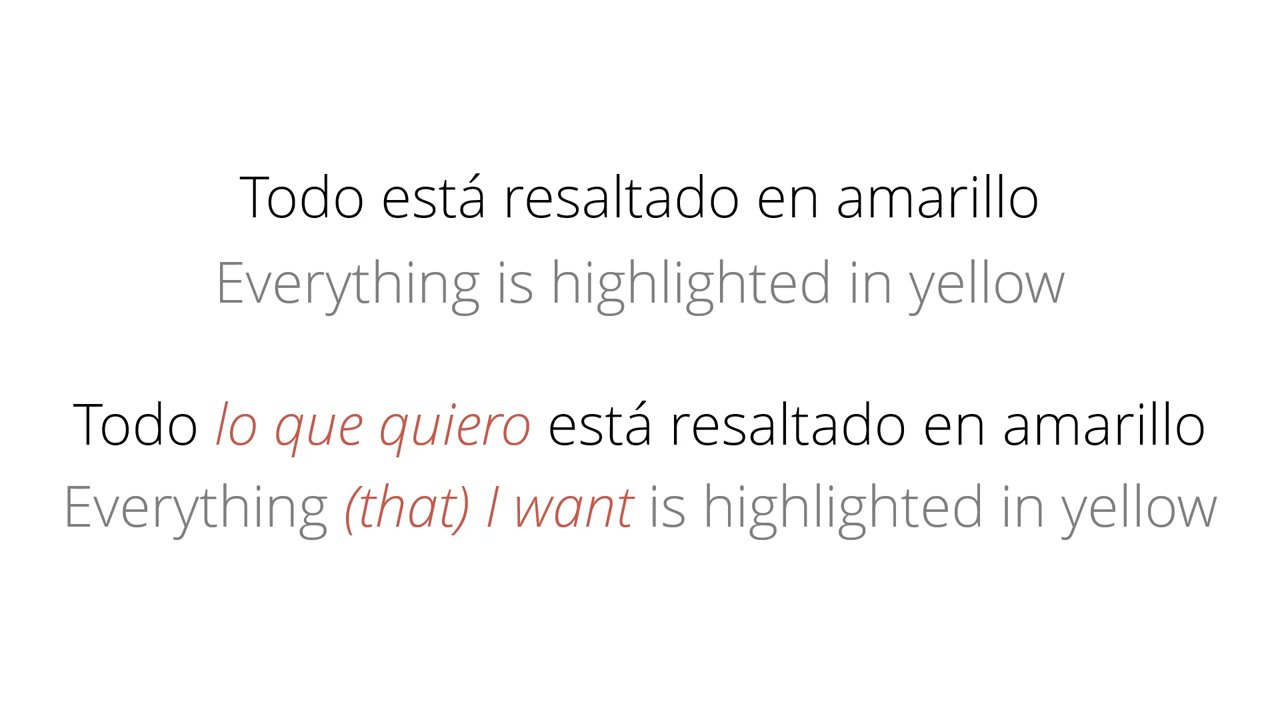 Todo está resaltado en amarillo
Everything is highlighted in yellow
Todo lo que quiero está resaltado en amarillo
Everything (that) I want is highlighted in yellow